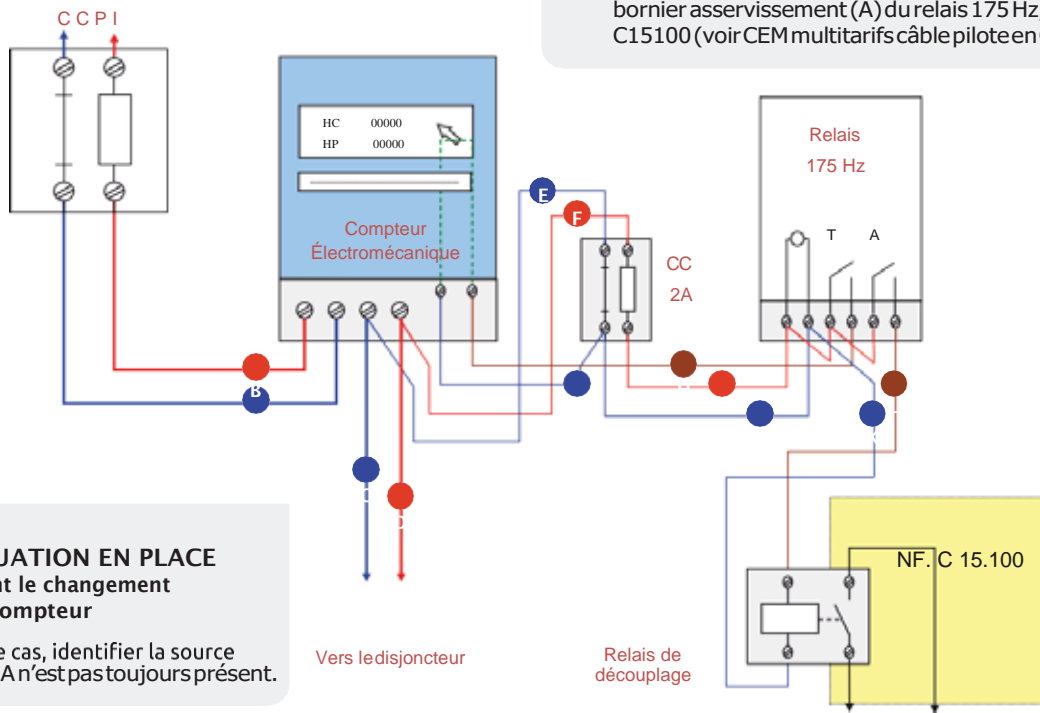 CCPI
bornier asservissement (A) du relais 175 Hz
C15100 (voir CEM multitarifs câble pilote en
HC 00000
HP 00000
Compteur
Électromécanique
E
F
CC
2A
Relais
175 Hz
T A
B
UATION EN PLACE
t le changement
ompteur
e cas, identifier la source
A n'est pas toujours présent.
Vers le disjoncteur
Relais de
découplage
NF. C 15.100